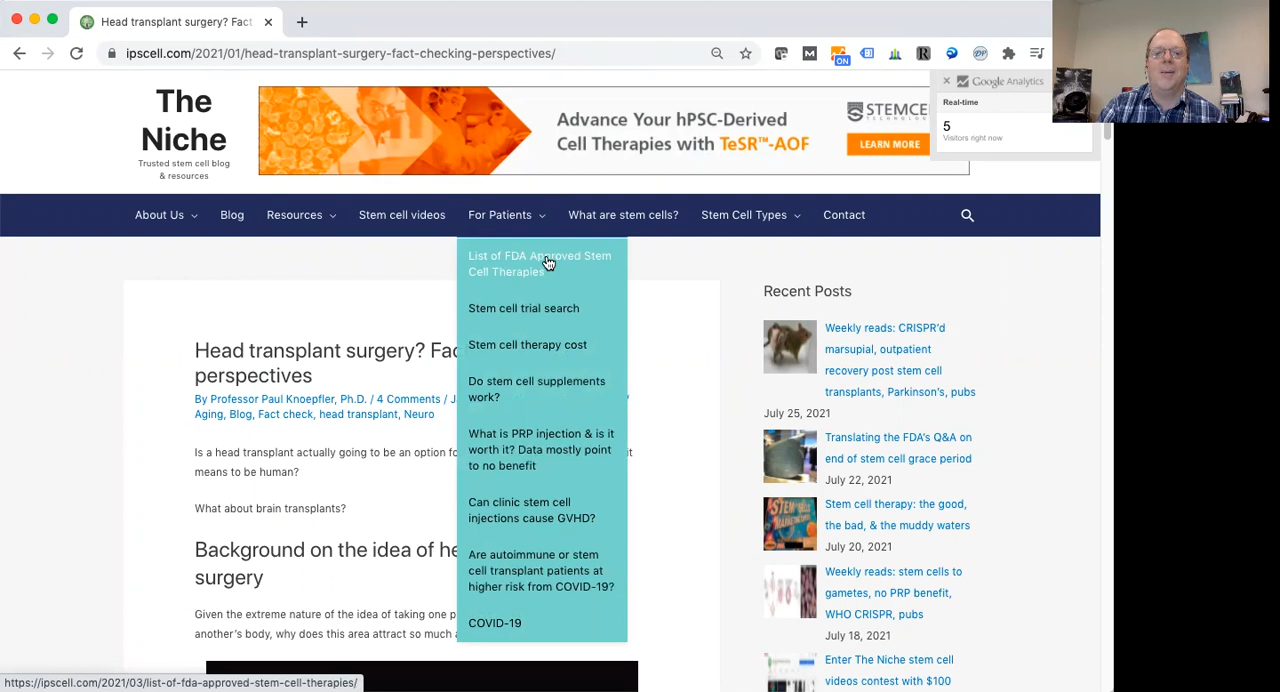 Head transplant surgery? Fact
ipscell.com/2021/01/head-transplant-surgery-fact-checking-perspectives/
ON
The
Niche
Trusted stem cell blog
& resources
Advance Your hPSC-Derived
Cell Therapies with TeSR™-AOF
STEMCEL
LEARN MORE
Google Analytics
Real-time
5
Visitors right now
About Us
Blog
Resources
Stem cell videos
For Patients
What are stem cells?
Stem Cell Types
Contact
List of FDA Approved Stem
Cell Therapies
Stem cell trial search
Stem cell therapy cost
Do stem cell supplements
work?
What is PRP injection & is it
worth it? Data mostly point
to no benefit
Can clinic stem cell
injections cause GVHD?
Are autoimmune or stem
cell transplant patients at
higher risk from COVID-19?
COVID-19
Head transplant surgery? Fac
perspectives
By Professor Paul Knoepfler, Ph.D. / 4 Comments / J
Aging, Blog, Fact check, head transplant, Neuro
Is a head transplant actually going to be an option fo it
means to be human?
What about brain transplants?
Background on the idea of he
surgery
Given the extreme nature of the idea of taking one p
another's body, why does this area attract so much a
Recent Posts
Weekly reads: CRISPR'd
marsupial, outpatient
recovery post stem cell
transplants, Parkinson's, pubs
July 25, 2021
Translating the FDA's Q&A on
end of stem cell grace period
July 22, 2021
Stem cell therapy: the good,
the bad, & the muddy waters
July 20, 2021
Weekly reads: stem cells to
gametes, no PRP benefit,
WHO CRISPR, pubs
July 18, 2021
Enter The Niche stem cell
videos contest with $100
https://ipscell.com/2021/03/list-of-fda-approved-stem-cell-therapies/